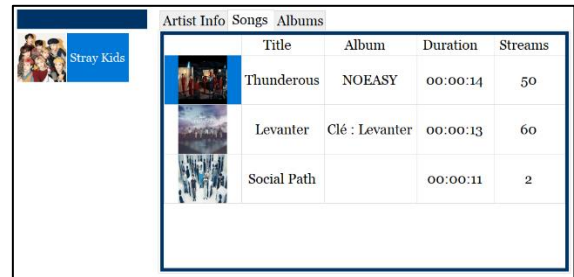 Artist Info Songs Albums
Stray Kids
Title Album Duration Streams
Thunderous NOEASY 00:00:14 50
Levanter Clé : Levanter 00:00:13 60
Social Path 00:00:11 2